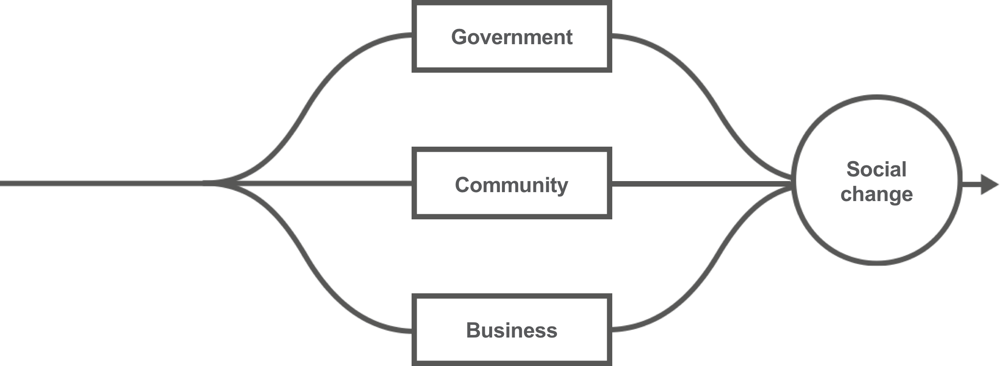 Government
Community
Social
change
Business